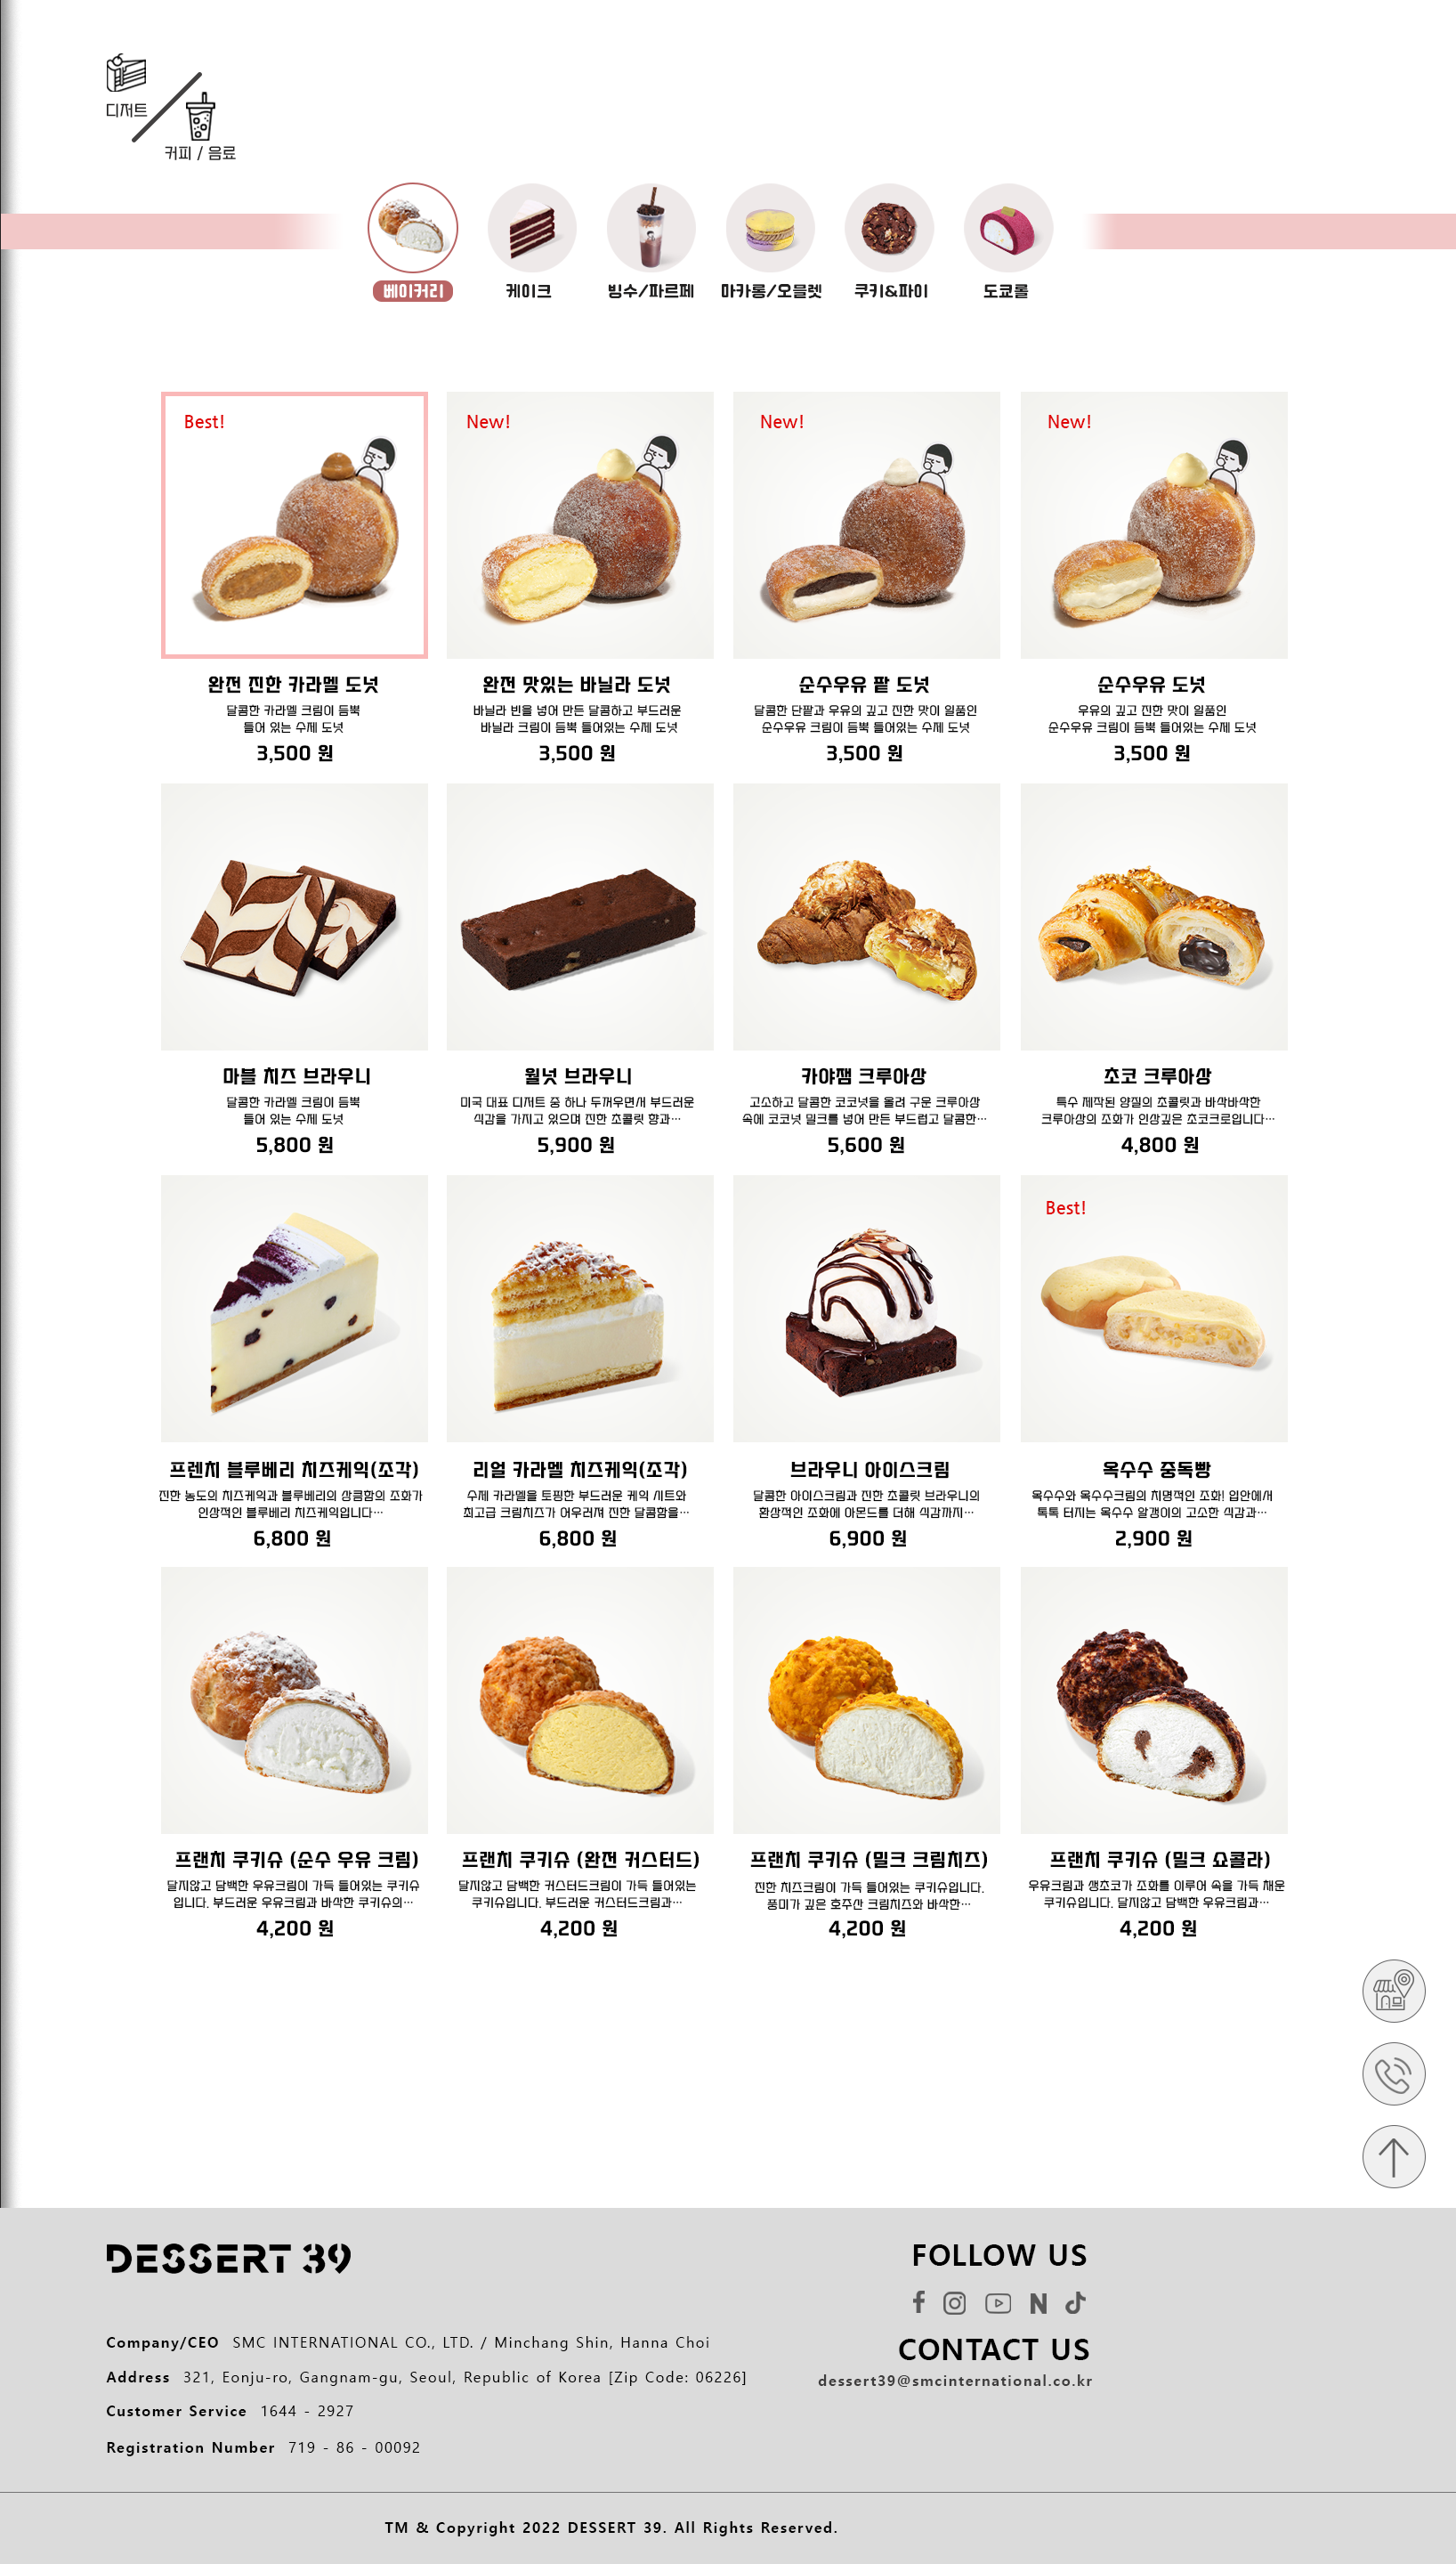 디저트
커피 / 음료
베이커리
케이크
빙수/파르페
마카롱/오믈렛
쿠키&파이
도쿄롤
Best!
New!
New!
New!
완전 진한 카라멜 도넛
달콤한 카라멜 크림이 듬뿍
들어 있는 수제 도넛
3,500 원
완전 맛있는 바닐라 도넛
바닐라 빈을 넣어 만든 달콤하고 부드러운
바닐라 크림이 듬뿍 들어있는 수제 도넛
3,500 원
순수우유 팥 도넛
달콤한 단팥과 우유의 깊고 진한 맛이 일품인
순수우유 크림이 듬뿍 들어있는 수제 도넛
3,500 원
순수우유 도넛
우유의 깊고 진한 맛이 일품인
순수우유 크림이 듬뿍 들어있는 수제 도넛
3,500 원
마블 치즈 브라우니
달콤한 카라멜 크림이 듬뿍
들어 있는 수제 도넛
5,800 원
월넛 브라우니
미국 대표 디저트 중 하나 두꺼우면서 부드러운
식감을 가지고 있으며 진한 초콜릿 향과…
5,900 원
카야잼 크루아상
고소하고 달콤한 코코넛을 올려 구운 크루아상
속에 코코넛 밀크를 넣어 만든 부드럽고 달콤한…
5,600 원
초코 크루아상
특수 제작된 양질의 초콜릿과 바삭바삭한
크루아상의 조화가 인상깊은 초코크로입니다…
4,800 원
Best!
프렌치 블루베리 치즈케익(조각)
진한 농도의 치즈케익과 블루베리의 상큼함의 조화가
인상적인 블루베리 치즈케익입니다…
6,800 원
리얼 카라멜 치즈케익(조각)
수제 카라멜을 토핑한 부드러운 케익 시트와
최고급 크림치즈가 어우러져 진한 달콤함을…
6,800 원
브라우니 아이스크림
달콤한 아이스크림과 진한 초콜릿 브라우니의
환상적인 조화에 아몬드를 더해 식감까지…
6,900 원
옥수수 중독빵
옥수수와 옥수수크림의 치명적인 조화! 입안에서
톡톡 터지는 옥수수 알갱이의 고소한 식감과…
2,900 원
프랜치 쿠키슈 (순수 우유 크림)
달지않고 담백한 우유크림이 가득 들어있는 쿠키슈
입니다. 부드러운 우유크림과 바삭한 쿠키슈의…
4,200 원
프랜치 쿠키슈 (완전 커스터드)
달지않고 담백한 커스터드크림이 가득 들어있는
쿠키슈입니다. 부드러운 커스터드크림과…
4,200 원
프랜치 쿠키슈 (밀크 크림치즈)
진한 치즈크림이 가득 들어있는 쿠키슈입니다.
풍미가 깊은 호주산 크림치즈와 바삭한…
4,200 원
프랜치 쿠키슈 (밀크 쇼콜라)
우유크림과 생초코가 조화를 이루어 속을 가득 채운
쿠키슈입니다. 달지않고 담백한 우유크림과…
4,200 원
DESSERT 39
Company/CEO SMC INTERNATIONAL CO., LTD. / Minchang Shin, Hanna Choi
Address 321, Eonju-ro, Gangnam-gu, Seoul, Republic of Korea [Zip Code: 06226]
Customer Service 1644 - 2927
Registration Number 719 - 86 - 00092
FOLLOW US
CONTACT US
dessert39@smcinternational.co.kr
TM & Copyright 2022 DESSERT 39. All Rights Reserved.